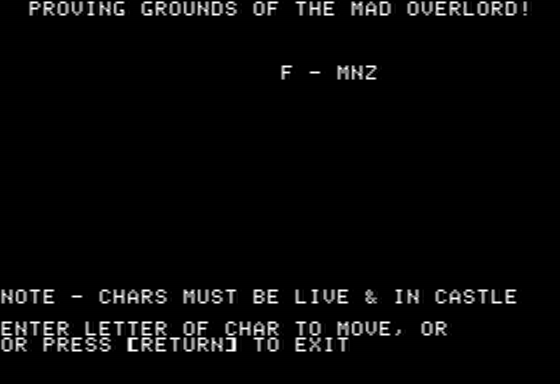 PROVING GROUNDS OF THE MAD OVERLORD!
F - MNZ
NOTE - CHARS MUST BE LIVE & IN CASTLE
ENTER LETTER OF CHAR TO MOVE, OR
OR PRESS [RETURN] TO EXIT